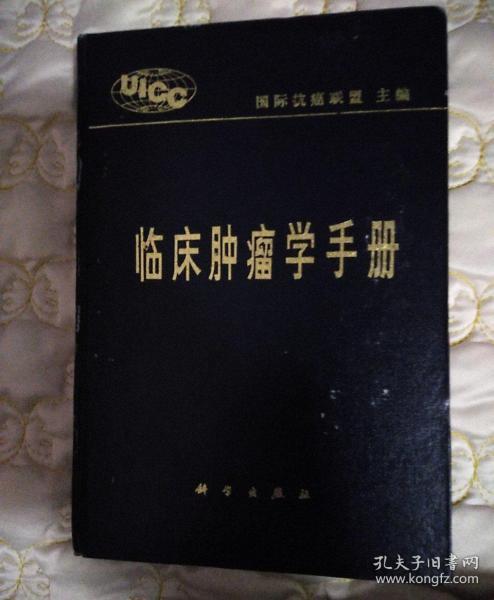 UICC
国际抗癌联盟 主编
临床肿瘤学手册
科学出版社
孔夫子旧书网
www.kongfz.com